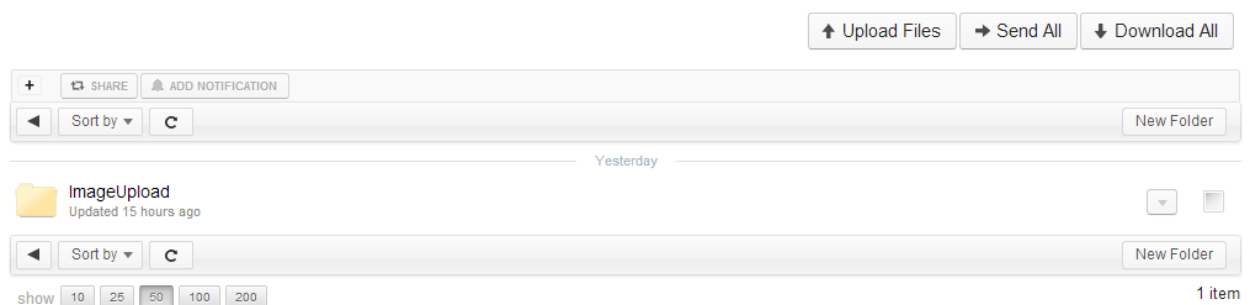 Upload Files Send All Download All
+ SHARE ADD NOTIFICATION
Sort by New Folder
Yesterday
ImageUpload
Updated 15 hours ago
Sort by New Folder
show 10 25 50 100 200 1 item